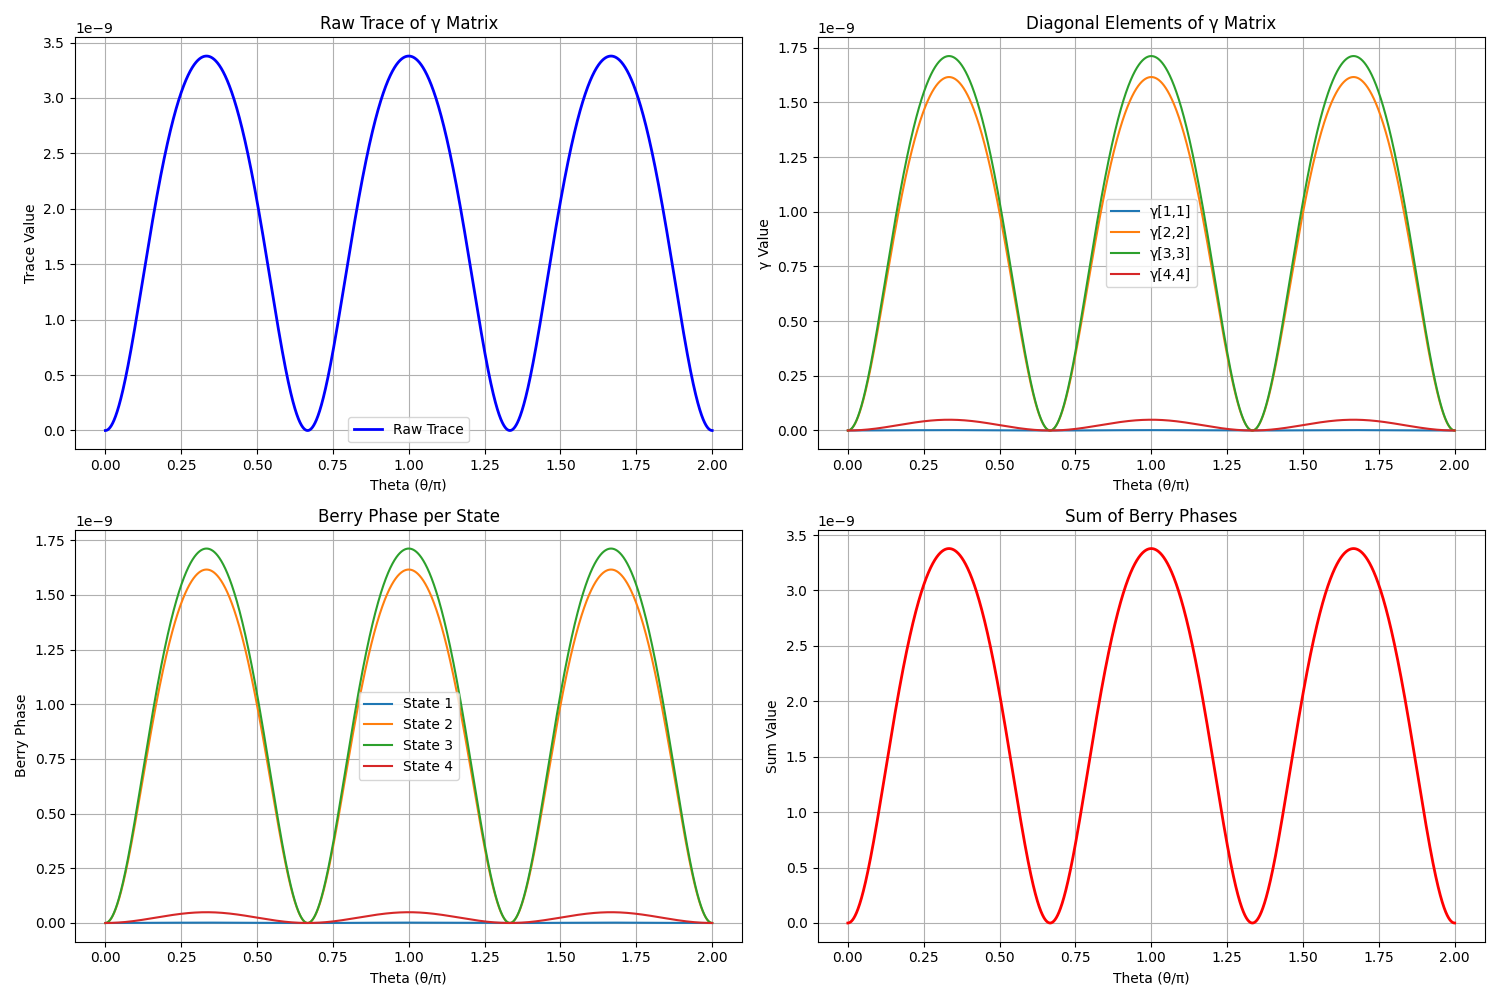 Raw Trace of γ Matrix
1e−9
3.5
3.0
2.5
2.0
1.5
1.0
0.5
0.0
Trace Value
Raw Trace
0.00 0.25 0.50 0.75 1.00 1.25 1.50 1.75 2.00
Theta (θ/π)
Diagonal Elements of γ Matrix
1e−9
1.75
1.50
1.25
1.00
0.75
0.50
0.25
0.00
γ Value
γ[1,1]
γ[2,2]
γ[3,3]
γ[4,4]
0.00 0.25 0.50 0.75 1.00 1.25 1.50 1.75 2.00
Theta (θ/π)
Berry Phase per State
1e−9
1.75
1.50
1.25
1.00
0.75
0.50
0.25
0.00
Berry Phase
State 1
State 2
State 3
State 4
0.00 0.25 0.50 0.75 1.00 1.25 1.50 1.75 2.00
Theta (θ/π)
Sum of Berry Phases
1e−9
3.5
3.0
2.5
2.0
1.5
1.0
0.5
0.0
Sum Value
0.00 0.25 0.50 0.75 1.00 1.25 1.50 1.75 2.00
Theta (θ/π)